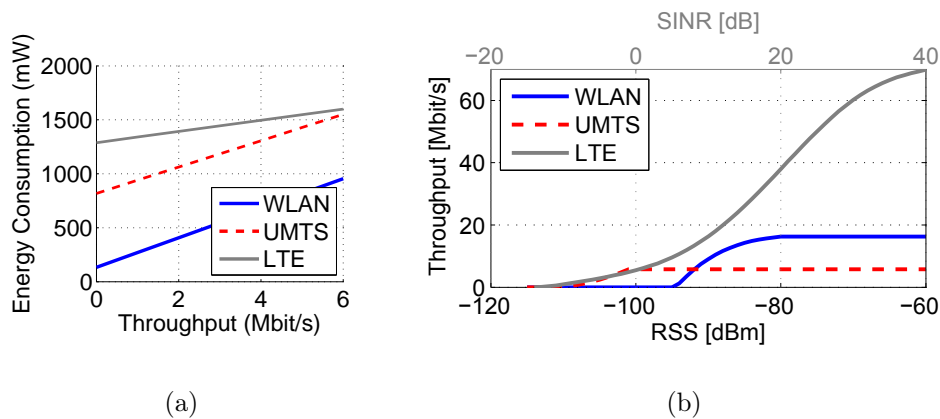 Energy Consumption (mW)
2000
1500
1000
500
0
0 2 4 6
Throughput (Mbit/s)
WLAN
UMTS
LTE
(a)
SINR [dB]
−20 0 20 40
Throughput [Mbit/s]
60
40
20
0
−120 −100 −80 −60
RSS [dBm]
WLAN
UMTS
LTE
(b)